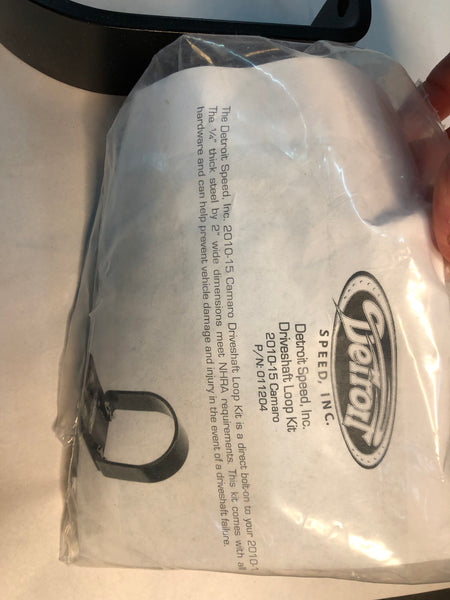 Detroit
SPEED, INC.
Detroit Speed, Inc.
Driveshaft Loop Kit
2010-15 Camaro
P/N: 011204
The Detroit Speed, Inc. 2010-15 Camaro Driveshaft Loop Kit is a direct bolt-on to your 2010-1
The ¼" thick steel by 2" wide dimensions meet NHRA requirements. This kit comes with al
hardware and can help prevent vehicle damage and injury in the event of a driveshaft failure.